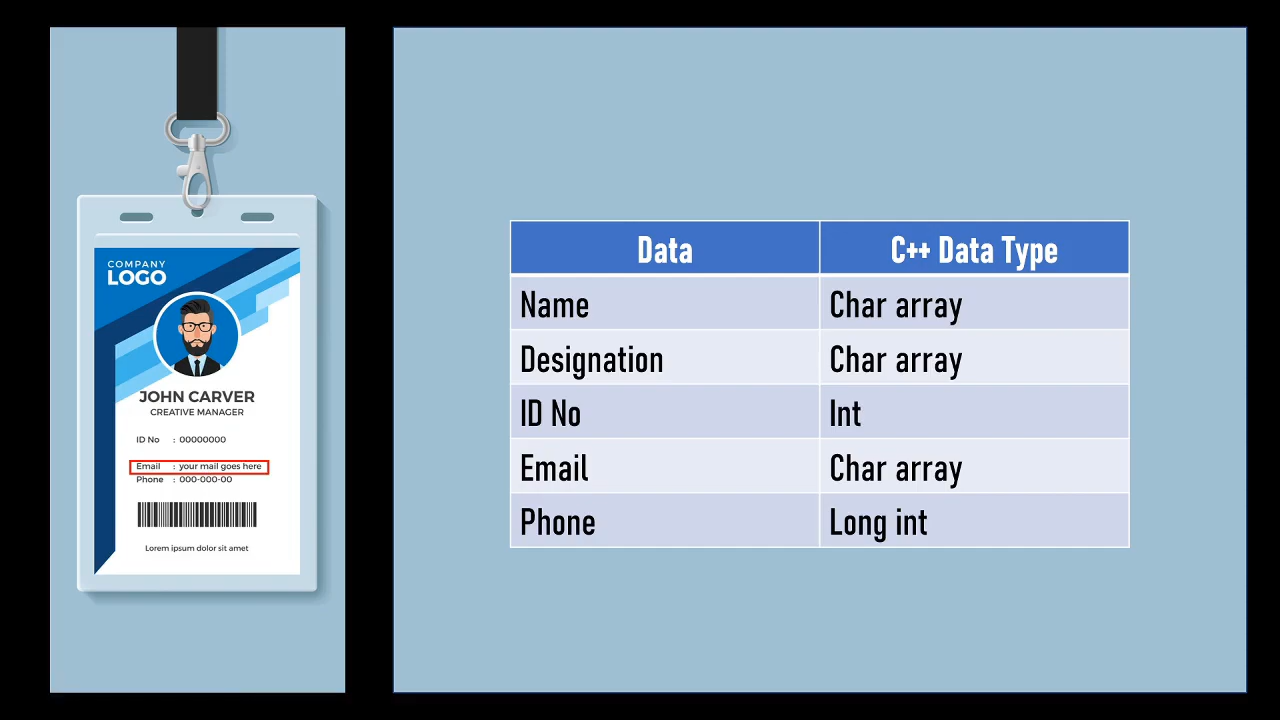 COMPANY
LOGO
JOHN CARVER
CREATIVE MANAGER
ID No : 00000000
Email : your mail goes here
Phone : 000-000-00
Lorem ipsum dolor sit amet
Data C++ Data Type
Name Char array
Designation Char array
ID No Int
Email Char array
Phone Long int